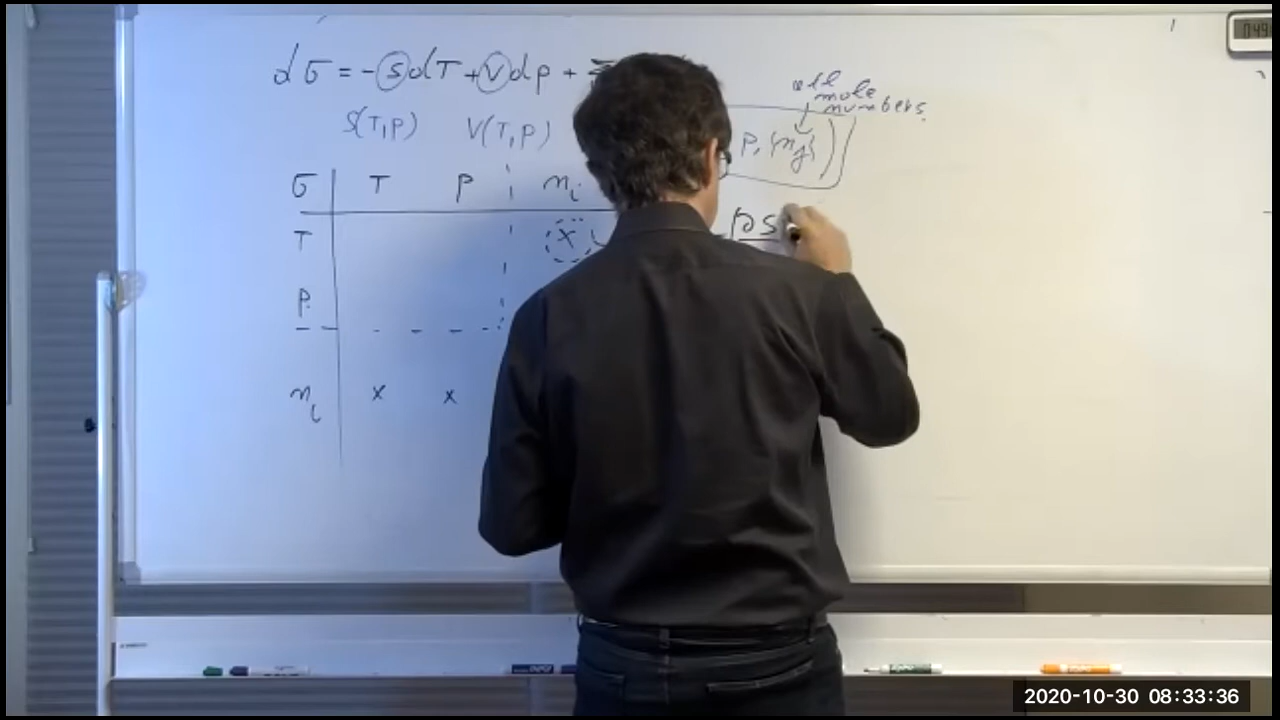 dG = -SdT + Vdp + Σ
all mole numbers.
S(T,P) V(T,P) P, {nj})
G T P ni
T x ∂S
P
ni x x
2020-10-30 08:33:36